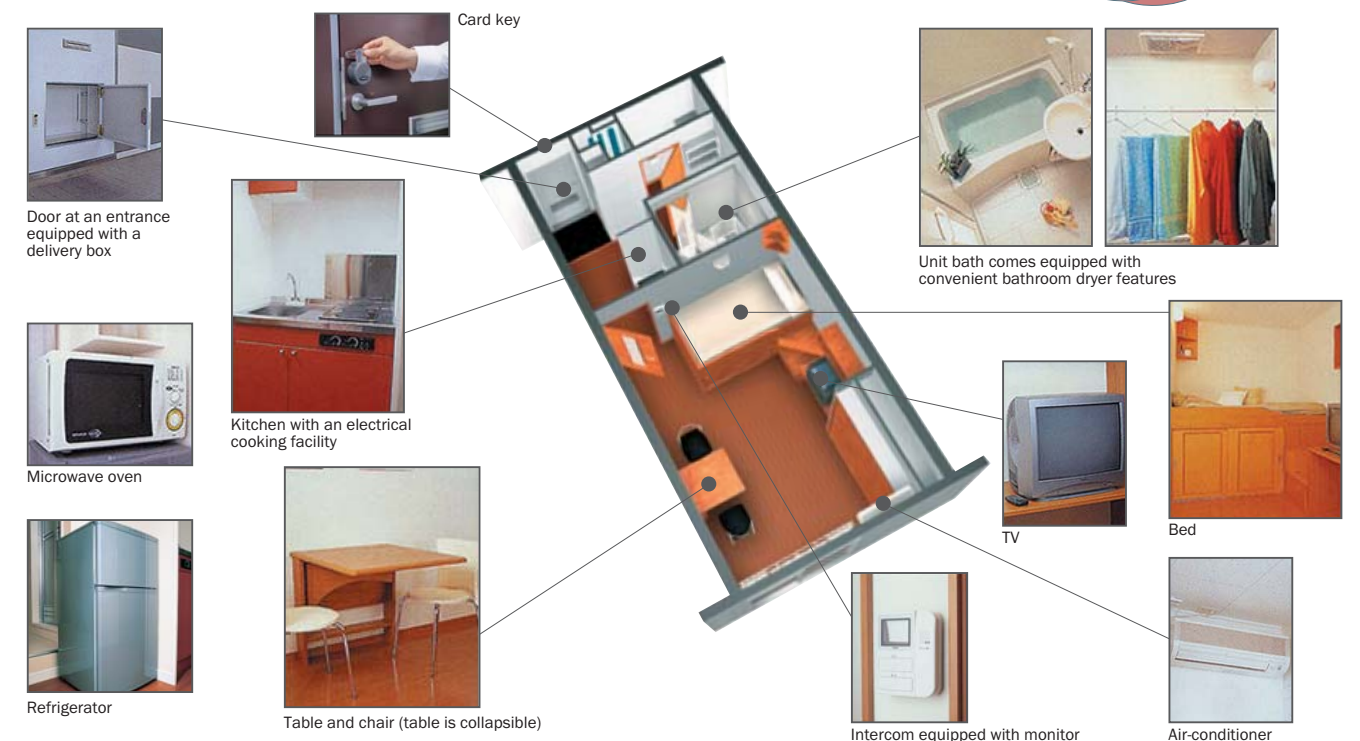 Card key
Door at an entrance
equipped with a
delivery box
Unit bath comes equipped with
convenient bathroom dryer features
Kitchen with an electrical
cooking facility
Microwave oven
TV
Bed
Refrigerator
Table and chair (table is collapsible)
Intercom equipped with monitor
Air-conditioner